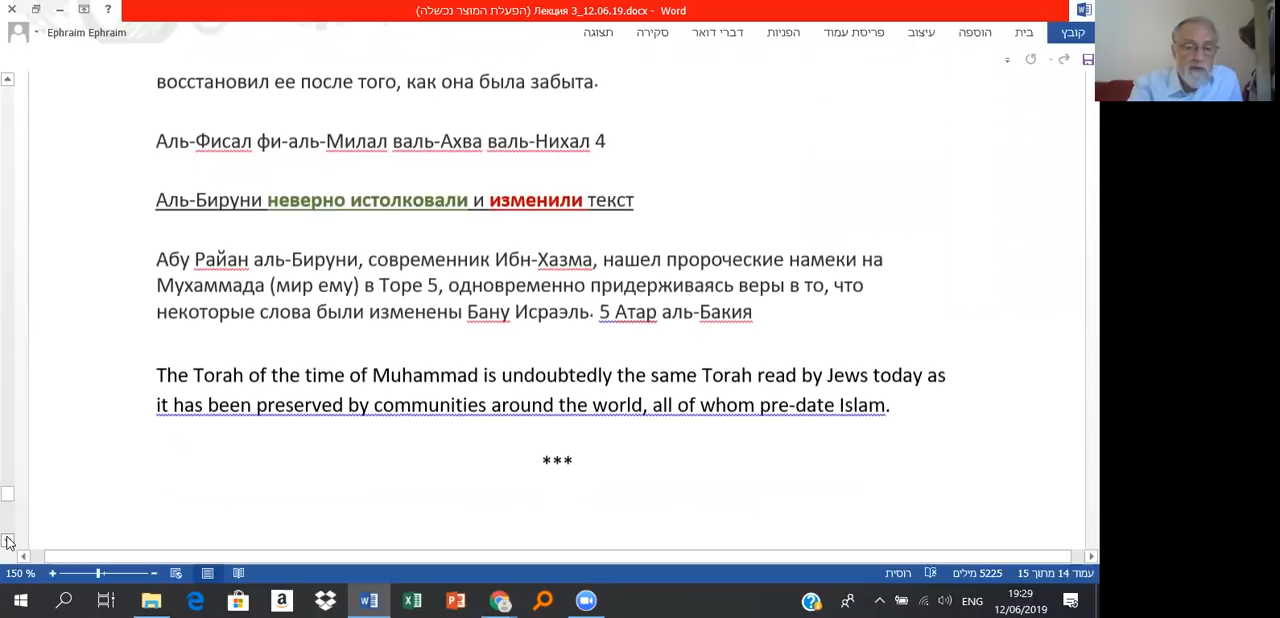 Лекция 3_12.06.19.docx - Word (הפעלת המוצר נכשלה)
Ephraim Ephraim
קובץ בית הוספה עיצוב פריסת עמוד הפניות דברי דואר סקירה תצוגה
восстановил ее после того, как она была забыта.
Аль-Фисал фи-аль-Милал валь-Ахва валь-Нихал 4
Аль-Бируни неверно истолковали и изменили текст
Абу Райан аль-Бируни, современник Ибн-Хазма, нашел пророческие намеки на
Мухаммада (мир ему) в Торе 5, одновременно придерживаясь веры в то, что
некоторые слова были изменены Бану Исраэль. 5 Атар аль-Бакия
The Torah of the time of Muhammad is undoubtedly the same Torah read by Jews today as
it has been preserved by communities around the world, all of whom pre-date Islam.
***
150 %
עמוד 14 מתוך 15 5225 מילים רוסית
ENG
19:29
12/06/2019